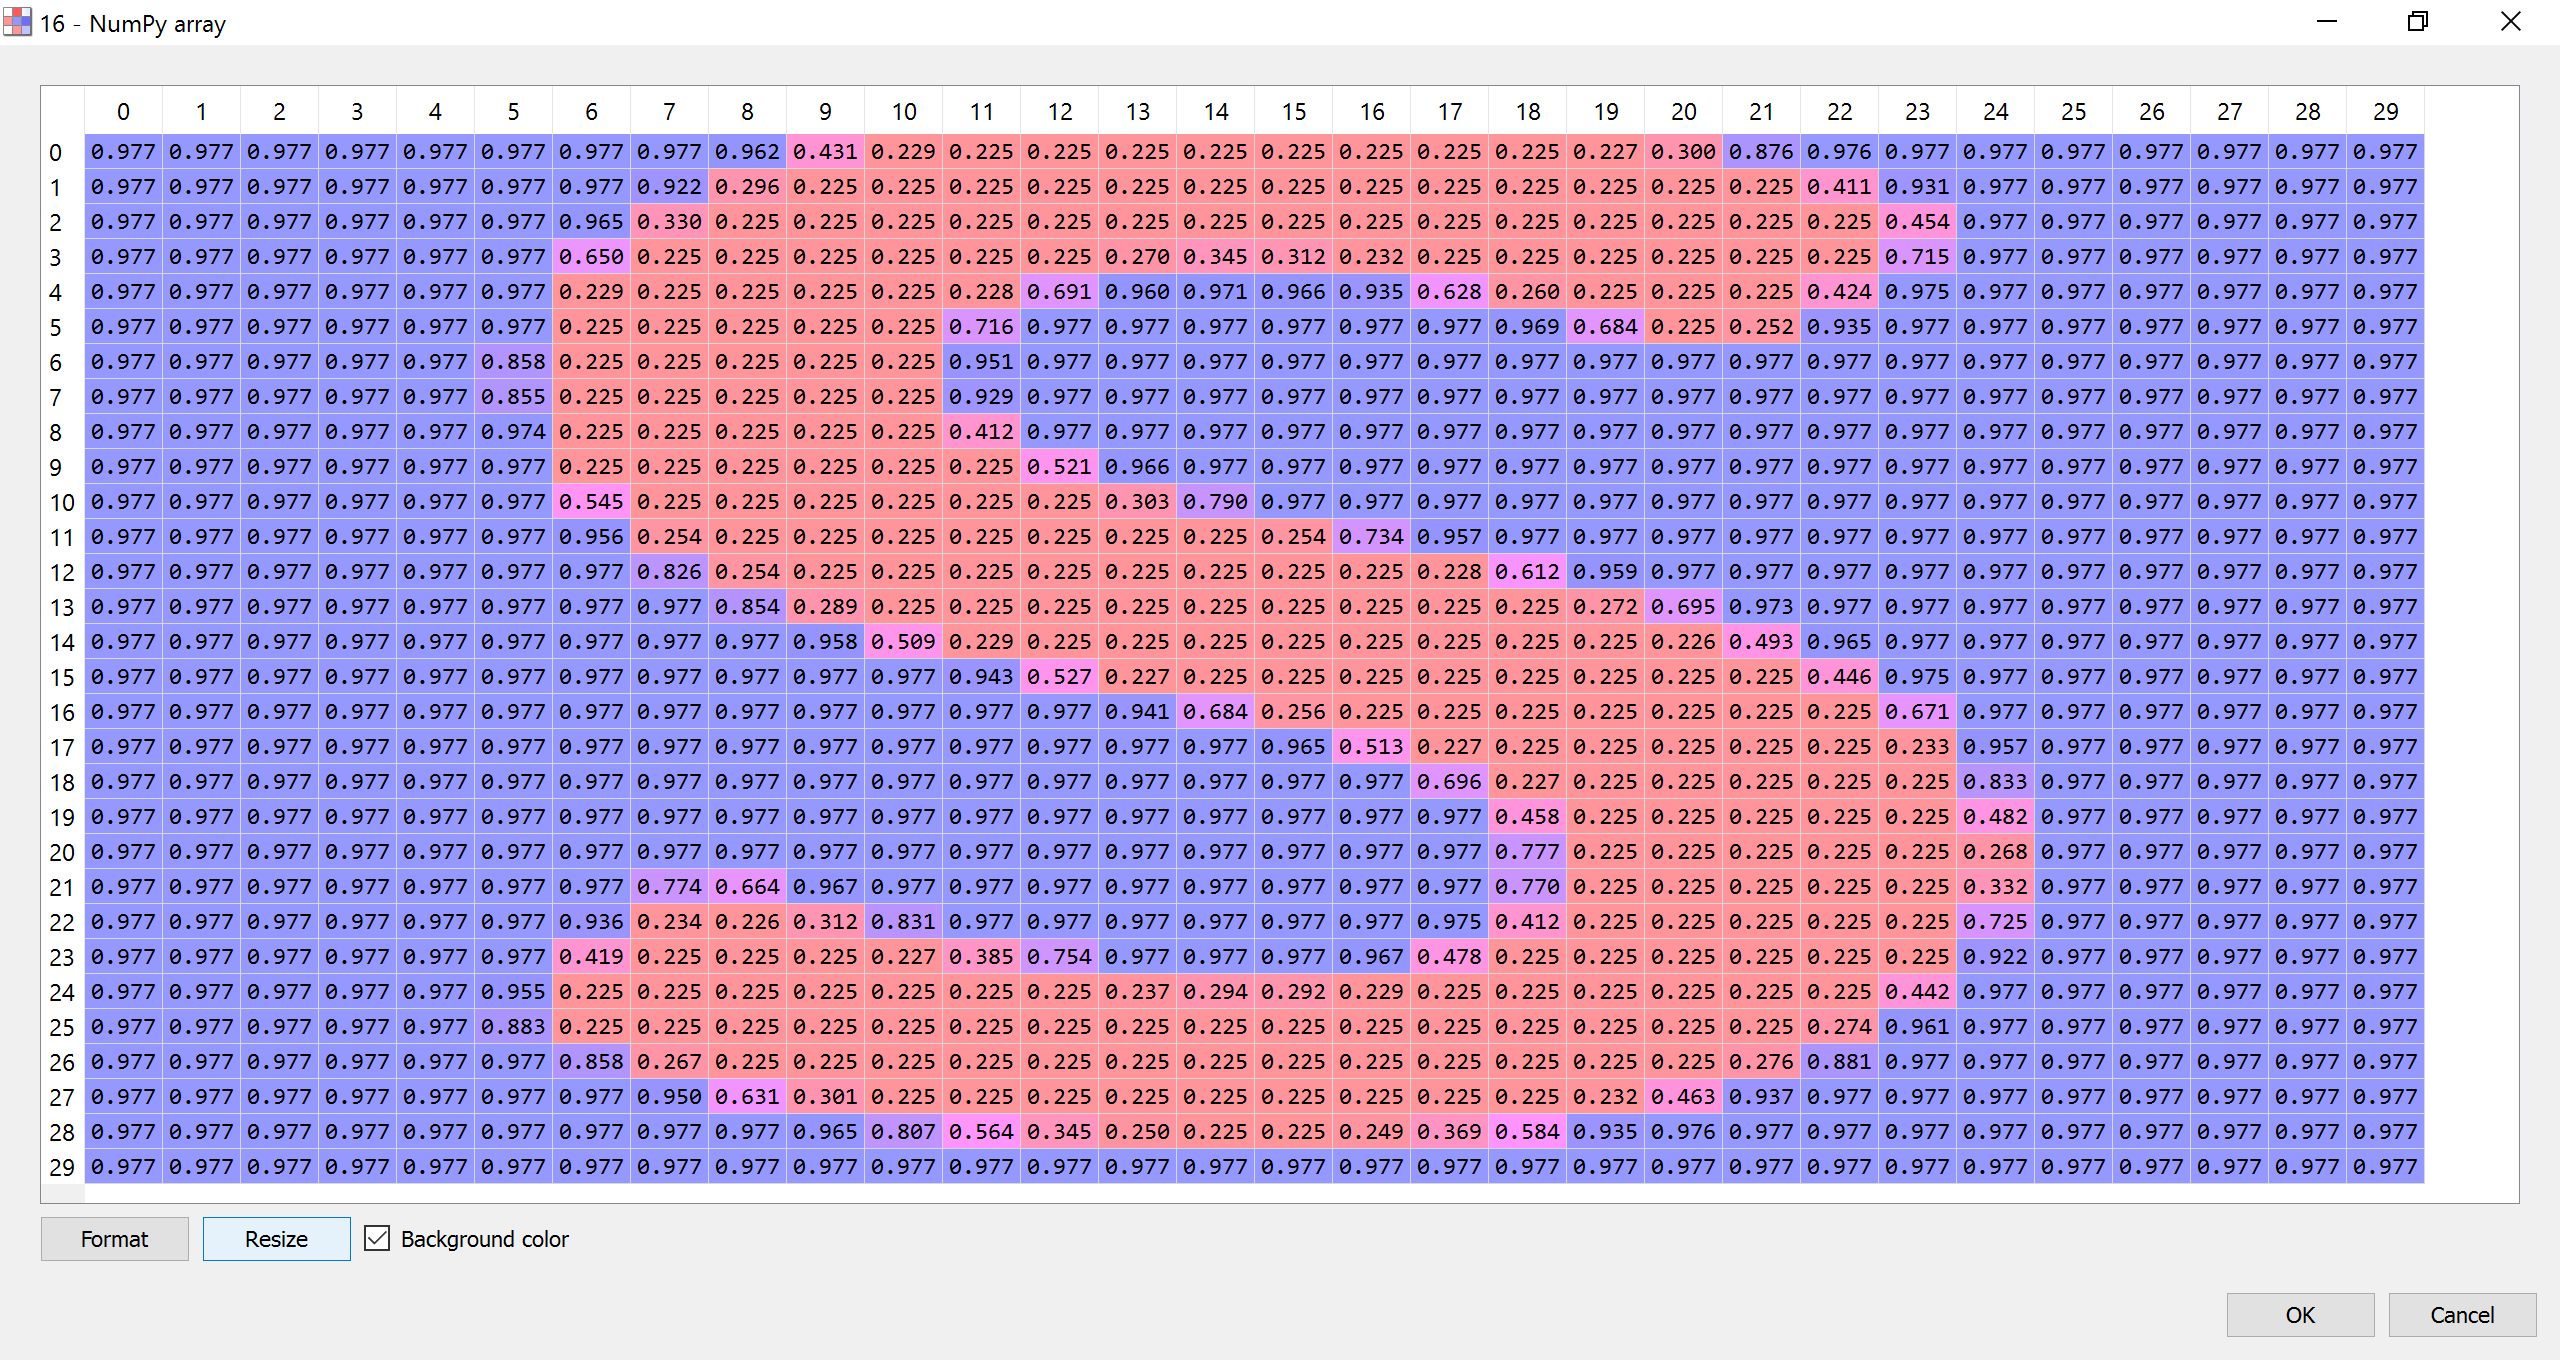 16 - NumPy array
0 1 2 3 4 5 6 7 8 9 10 11 12 13 14 15 16 17 18 19 20 21 22 23 24 25 26 27 28 29
0 0.977 0.977 0.977 0.977 0.977 0.977 0.977 0.977 0.962 0.431 0.229 0.225 0.225 0.225 0.225 0.225 0.225 0.225 0.225 0.227 0.300 0.876 0.976 0.977 0.977 0.977 0.977 0.977 0.977 0.977
1 0.977 0.977 0.977 0.977 0.977 0.977 0.977 0.922 0.296 0.225 0.225 0.225 0.225 0.225 0.225 0.225 0.225 0.225 0.225 0.225 0.225 0.225 0.411 0.931 0.977 0.977 0.977 0.977 0.977 0.977
2 0.977 0.977 0.977 0.977 0.977 0.977 0.965 0.330 0.225 0.225 0.225 0.225 0.225 0.225 0.225 0.225 0.225 0.225 0.225 0.225 0.225 0.225 0.225 0.454 0.977 0.977 0.977 0.977 0.977 0.977
3 0.977 0.977 0.977 0.977 0.977 0.977 0.650 0.225 0.225 0.225 0.225 0.225 0.225 0.270 0.345 0.312 0.232 0.225 0.225 0.225 0.225 0.225 0.225 0.715 0.977 0.977 0.977 0.977 0.977 0.977
4 0.977 0.977 0.977 0.977 0.977 0.977 0.229 0.225 0.225 0.225 0.225 0.228 0.691 0.960 0.971 0.966 0.935 0.628 0.260 0.225 0.225 0.225 0.424 0.975 0.977 0.977 0.977 0.977 0.977 0.977
5 0.977 0.977 0.977 0.977 0.977 0.977 0.225 0.225 0.225 0.225 0.225 0.716 0.977 0.977 0.977 0.977 0.977 0.977 0.969 0.684 0.225 0.252 0.935 0.977 0.977 0.977 0.977 0.977 0.977 0.977
6 0.977 0.977 0.977 0.977 0.977 0.858 0.225 0.225 0.225 0.225 0.225 0.951 0.977 0.977 0.977 0.977 0.977 0.977 0.977 0.977 0.977 0.977 0.977 0.977 0.977 0.977 0.977 0.977 0.977 0.977
7 0.977 0.977 0.977 0.977 0.977 0.855 0.225 0.225 0.225 0.225 0.225 0.929 0.977 0.977 0.977 0.977 0.977 0.977 0.977 0.977 0.977 0.977 0.977 0.977 0.977 0.977 0.977 0.977 0.977 0.977
8 0.977 0.977 0.977 0.977 0.977 0.974 0.225 0.225 0.225 0.225 0.225 0.412 0.977 0.977 0.977 0.977 0.977 0.977 0.977 0.977 0.977 0.977 0.977 0.977 0.977 0.977 0.977 0.977 0.977 0.977
9 0.977 0.977 0.977 0.977 0.977 0.977 0.225 0.225 0.225 0.225 0.225 0.225 0.521 0.966 0.977 0.977 0.977 0.977 0.977 0.977 0.977 0.977 0.977 0.977 0.977 0.977 0.977 0.977 0.977 0.977
10 0.977 0.977 0.977 0.977 0.977 0.977 0.545 0.225 0.225 0.225 0.225 0.225 0.225 0.303 0.790 0.977 0.977 0.977 0.977 0.977 0.977 0.977 0.977 0.977 0.977 0.977 0.977 0.977 0.977 0.977
11 0.977 0.977 0.977 0.977 0.977 0.977 0.956 0.254 0.225 0.225 0.225 0.225 0.225 0.225 0.225 0.254 0.734 0.957 0.977 0.977 0.977 0.977 0.977 0.977 0.977 0.977 0.977 0.977 0.977 0.977
12 0.977 0.977 0.977 0.977 0.977 0.977 0.977 0.826 0.254 0.225 0.225 0.225 0.225 0.225 0.225 0.225 0.225 0.228 0.612 0.959 0.977 0.977 0.977 0.977 0.977 0.977 0.977 0.977 0.977 0.977
13 0.977 0.977 0.977 0.977 0.977 0.977 0.977 0.977 0.854 0.289 0.225 0.225 0.225 0.225 0.225 0.225 0.225 0.225 0.225 0.272 0.695 0.973 0.977 0.977 0.977 0.977 0.977 0.977 0.977 0.977
14 0.977 0.977 0.977 0.977 0.977 0.977 0.977 0.977 0.977 0.958 0.509 0.229 0.225 0.225 0.225 0.225 0.225 0.225 0.225 0.225 0.226 0.493 0.965 0.977 0.977 0.977 0.977 0.977 0.977 0.977
15 0.977 0.977 0.977 0.977 0.977 0.977 0.977 0.977 0.977 0.977 0.977 0.943 0.527 0.227 0.225 0.225 0.225 0.225 0.225 0.225 0.225 0.225 0.446 0.975 0.977 0.977 0.977 0.977 0.977 0.977
16 0.977 0.977 0.977 0.977 0.977 0.977 0.977 0.977 0.977 0.977 0.977 0.977 0.977 0.941 0.684 0.256 0.225 0.225 0.225 0.225 0.225 0.225 0.225 0.671 0.977 0.977 0.977 0.977 0.977 0.977
17 0.977 0.977 0.977 0.977 0.977 0.977 0.977 0.977 0.977 0.977 0.977 0.977 0.977 0.977 0.977 0.965 0.513 0.227 0.225 0.225 0.225 0.225 0.225 0.233 0.957 0.977 0.977 0.977 0.977 0.977
18 0.977 0.977 0.977 0.977 0.977 0.977 0.977 0.977 0.977 0.977 0.977 0.977 0.977 0.977 0.977 0.977 0.977 0.696 0.227 0.225 0.225 0.225 0.225 0.225 0.833 0.977 0.977 0.977 0.977 0.977
19 0.977 0.977 0.977 0.977 0.977 0.977 0.977 0.977 0.977 0.977 0.977 0.977 0.977 0.977 0.977 0.977 0.977 0.977 0.458 0.225 0.225 0.225 0.225 0.225 0.482 0.977 0.977 0.977 0.977 0.977
20 0.977 0.977 0.977 0.977 0.977 0.977 0.977 0.977 0.977 0.977 0.977 0.977 0.977 0.977 0.977 0.977 0.977 0.977 0.777 0.225 0.225 0.225 0.225 0.225 0.268 0.977 0.977 0.977 0.977 0.977
21 0.977 0.977 0.977 0.977 0.977 0.977 0.977 0.774 0.664 0.967 0.977 0.977 0.977 0.977 0.977 0.977 0.977 0.977 0.770 0.225 0.225 0.225 0.225 0.225 0.332 0.977 0.977 0.977 0.977 0.977
22 0.977 0.977 0.977 0.977 0.977 0.977 0.936 0.234 0.226 0.312 0.831 0.977 0.977 0.977 0.977 0.977 0.977 0.975 0.412 0.225 0.225 0.225 0.225 0.225 0.725 0.977 0.977 0.977 0.977 0.977
23 0.977 0.977 0.977 0.977 0.977 0.977 0.419 0.225 0.225 0.225 0.227 0.385 0.754 0.977 0.977 0.977 0.967 0.478 0.225 0.225 0.225 0.225 0.225 0.225 0.922 0.977 0.977 0.977 0.977 0.977
24 0.977 0.977 0.977 0.977 0.977 0.955 0.225 0.225 0.225 0.225 0.225 0.225 0.225 0.237 0.294 0.292 0.229 0.225 0.225 0.225 0.225 0.225 0.225 0.442 0.977 0.977 0.977 0.977 0.977 0.977
25 0.977 0.977 0.977 0.977 0.977 0.883 0.225 0.225 0.225 0.225 0.225 0.225 0.225 0.225 0.225 0.225 0.225 0.225 0.225 0.225 0.225 0.225 0.274 0.961 0.977 0.977 0.977 0.977 0.977 0.977
26 0.977 0.977 0.977 0.977 0.977 0.977 0.858 0.267 0.225 0.225 0.225 0.225 0.225 0.225 0.225 0.225 0.225 0.225 0.225 0.225 0.225 0.276 0.881 0.977 0.977 0.977 0.977 0.977 0.977 0.977
27 0.977 0.977 0.977 0.977 0.977 0.977 0.977 0.950 0.631 0.301 0.225 0.225 0.225 0.225 0.225 0.225 0.225 0.225 0.225 0.232 0.463 0.937 0.977 0.977 0.977 0.977 0.977 0.977 0.977 0.977
28 0.977 0.977 0.977 0.977 0.977 0.977 0.977 0.977 0.977 0.965 0.807 0.564 0.345 0.250 0.225 0.225 0.249 0.369 0.584 0.935 0.976 0.977 0.977 0.977 0.977 0.977 0.977 0.977 0.977 0.977
29 0.977 0.977 0.977 0.977 0.977 0.977 0.977 0.977 0.977 0.977 0.977 0.977 0.977 0.977 0.977 0.977 0.977 0.977 0.977 0.977 0.977 0.977 0.977 0.977 0.977 0.977 0.977 0.977 0.977 0.977
Format Resize Background color
OK Cancel